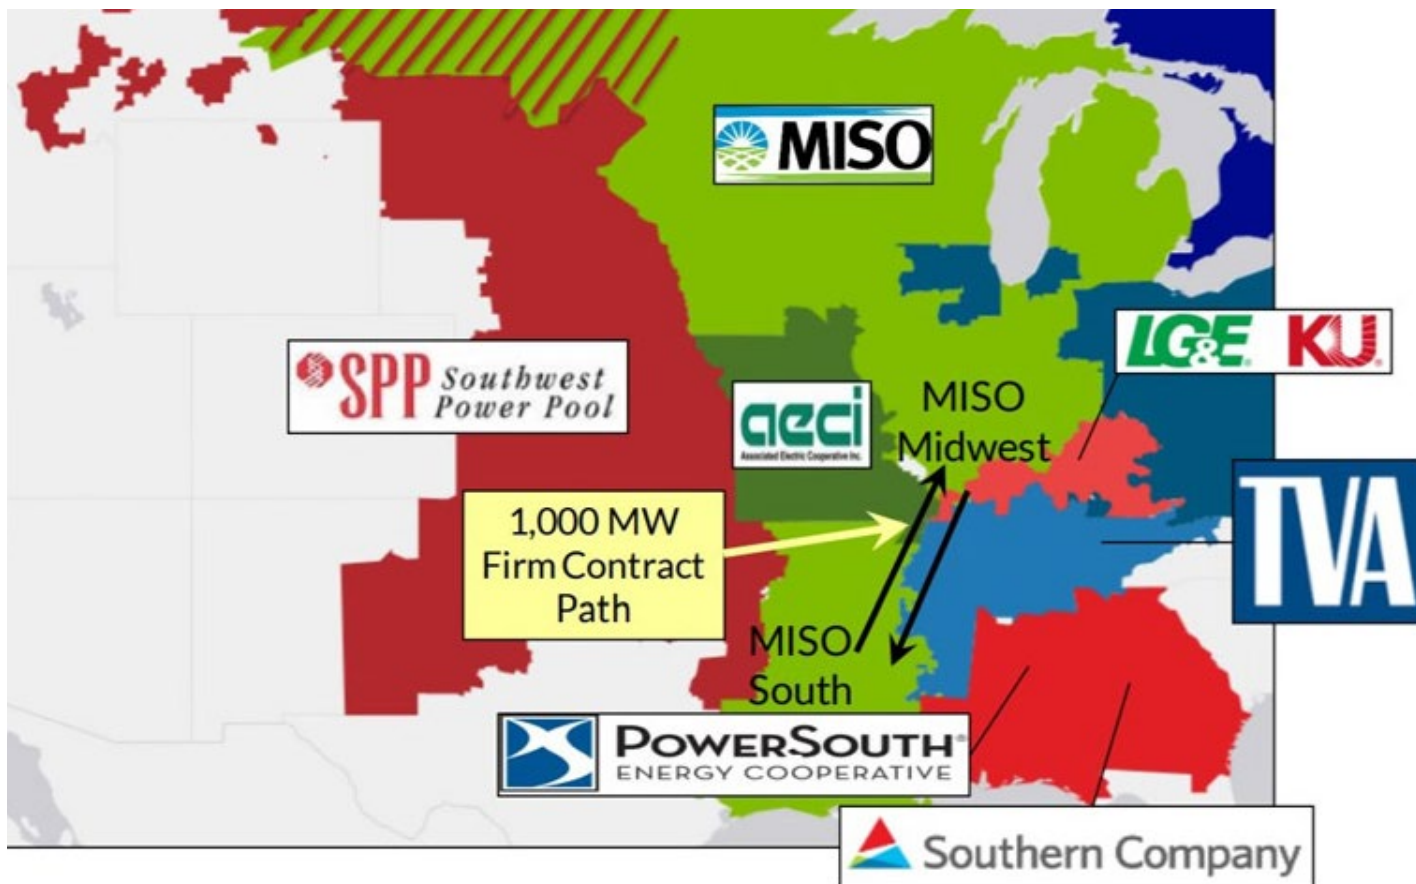 MISO
LG&E KU
SPP Southwest
Power Pool
aeci
Associated Electric Cooperative Inc.
MISO
Midwest
TVA
1,000 MW
Firm Contract
Path
MISO
South
POWERSOUTH®
ENERGY COOPERATIVE
Southern Company